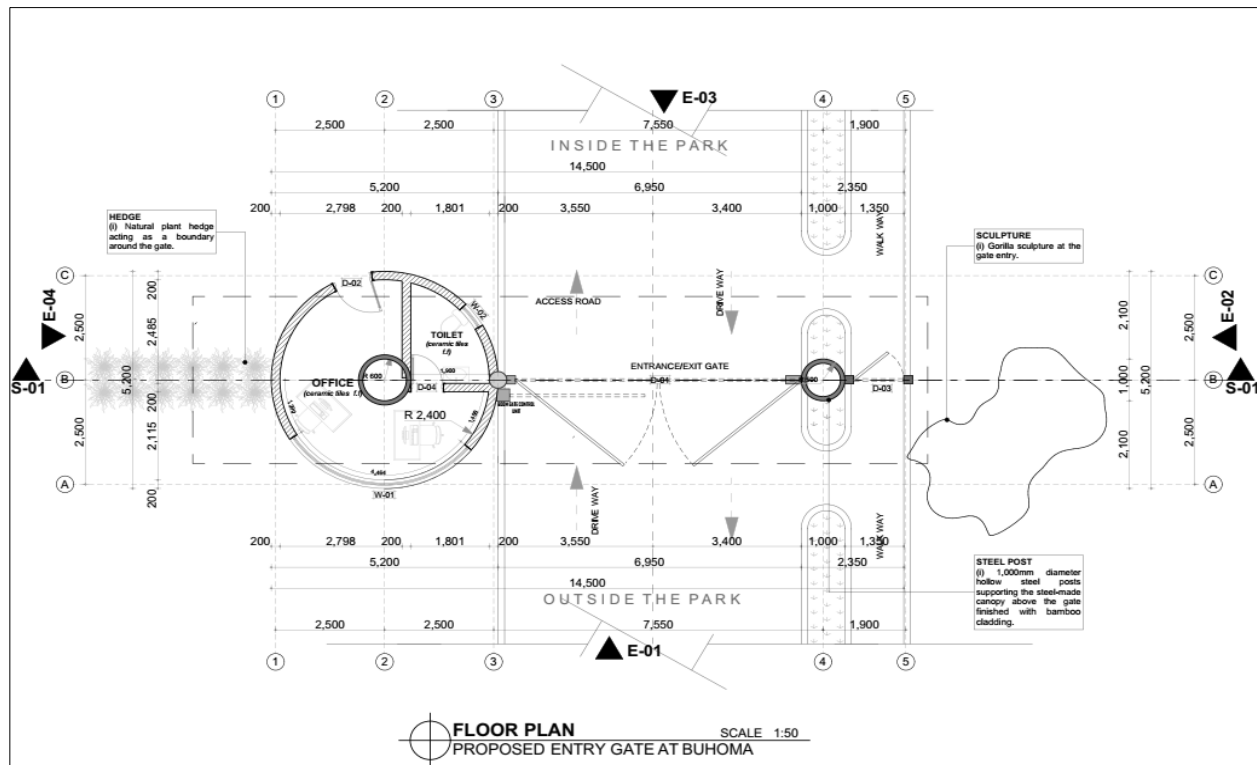 1
2
3
4
5
E-03
2,500
2,500
7,550
1,900
INSIDE THE PARK
14,500
5,200
6,950
2,350
200
2,798
200
1,801
200
3,550
3,400
1,000
1,350
HEDGE
(i) Natural plant hedge
acting as a boundary
around the gate.
WALK WAY
SCULPTURE
(i) Gorilla sculpture at the
gate entry.
C
C
E-04
E-02
2,500
5,200
200
2,485
D-02
W-02
ACCESS ROAD
DRIVE WAY
2,100
2,500
5,200
TOILET
(ceramic tiles
f.f)
ENTRANCE/EXIT GATE
S-01
B
R 600
OFFICE
(ceramic tiles f.f)
D-04
D-01
D-03
1,000
B
S-01
R 2,400
2,500
200
2,115
2,100
2,500
A
200
W-01
A
DRIVE WAY
WALK WAY
200
2,798
200
1,801
200
3,550
3,400
1,000
1,350
5,200
6,950
2,350
14,500
OUTSIDE THE PARK
STEEL POST
(i) 1,000mm diameter
hollow steel posts
supporting the steel-made
canopy above the gate
finished with bamboo
cladding.
2,500
2,500
7,550
1,900
E-01
1
2
3
4
5
FLOOR PLAN
SCALE 1:50
PROPOSED ENTRY GATE AT BUHOMA